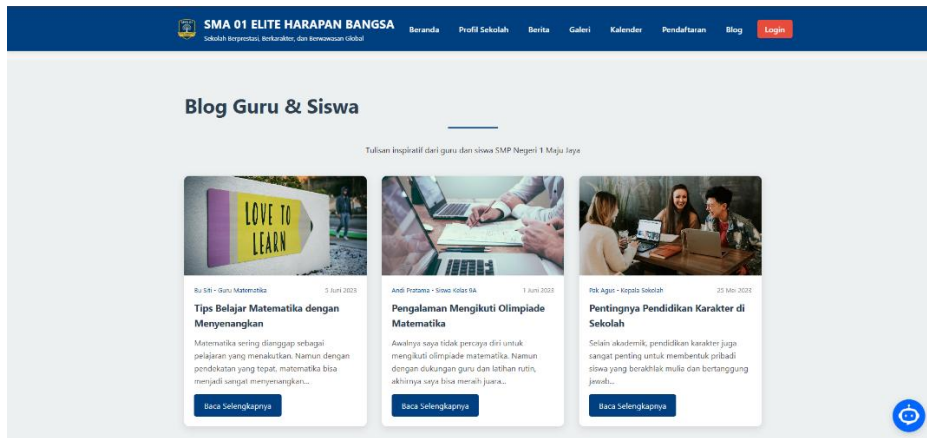 SMA 01 ELITE HARAPAN BANGSA
Sekolah Berprestasi, Berkarakter, dan Berwawasan Global
Beranda Profil Sekolah Berita Galeri Kalender Pendaftaran Blog Login
Blog Guru & Siswa
Tulisan inspiratif dari guru dan siswa SMP Negeri 1 Maju Jaya
LOVE TO
LEARN
Bu Siti - Guru Matematika 5 Juni 2023
Tips Belajar Matematika dengan
Menyenangkan
Matematika sering dianggap sebagai
pelajaran yang menakutkan. Namun dengan
pendekatan yang tepat, matematika bisa
menjadi sangat menyenangkan...
Baca Selengkapnya
Andi Pratama - Siswa Kelas 9A 1 Juni 2023
Pengalaman Mengikuti Olimpiade
Matematika
Awalnya saya tidak percaya diri untuk
mengikuti olimpiade matematika. Namun
dengan dukungan guru dan latihan rutin,
akhirnya saya bisa meraih juara...
Baca Selengkapnya
Pak Agus - Kepala Sekolah 25 Mei 2023
Pentingnya Pendidikan Karakter di
Sekolah
Selain akademik, pendidikan karakter juga
sangat penting untuk membentuk pribadi
siswa yang berakhlak mulia dan bertanggung
jawab...
Baca Selengkapnya